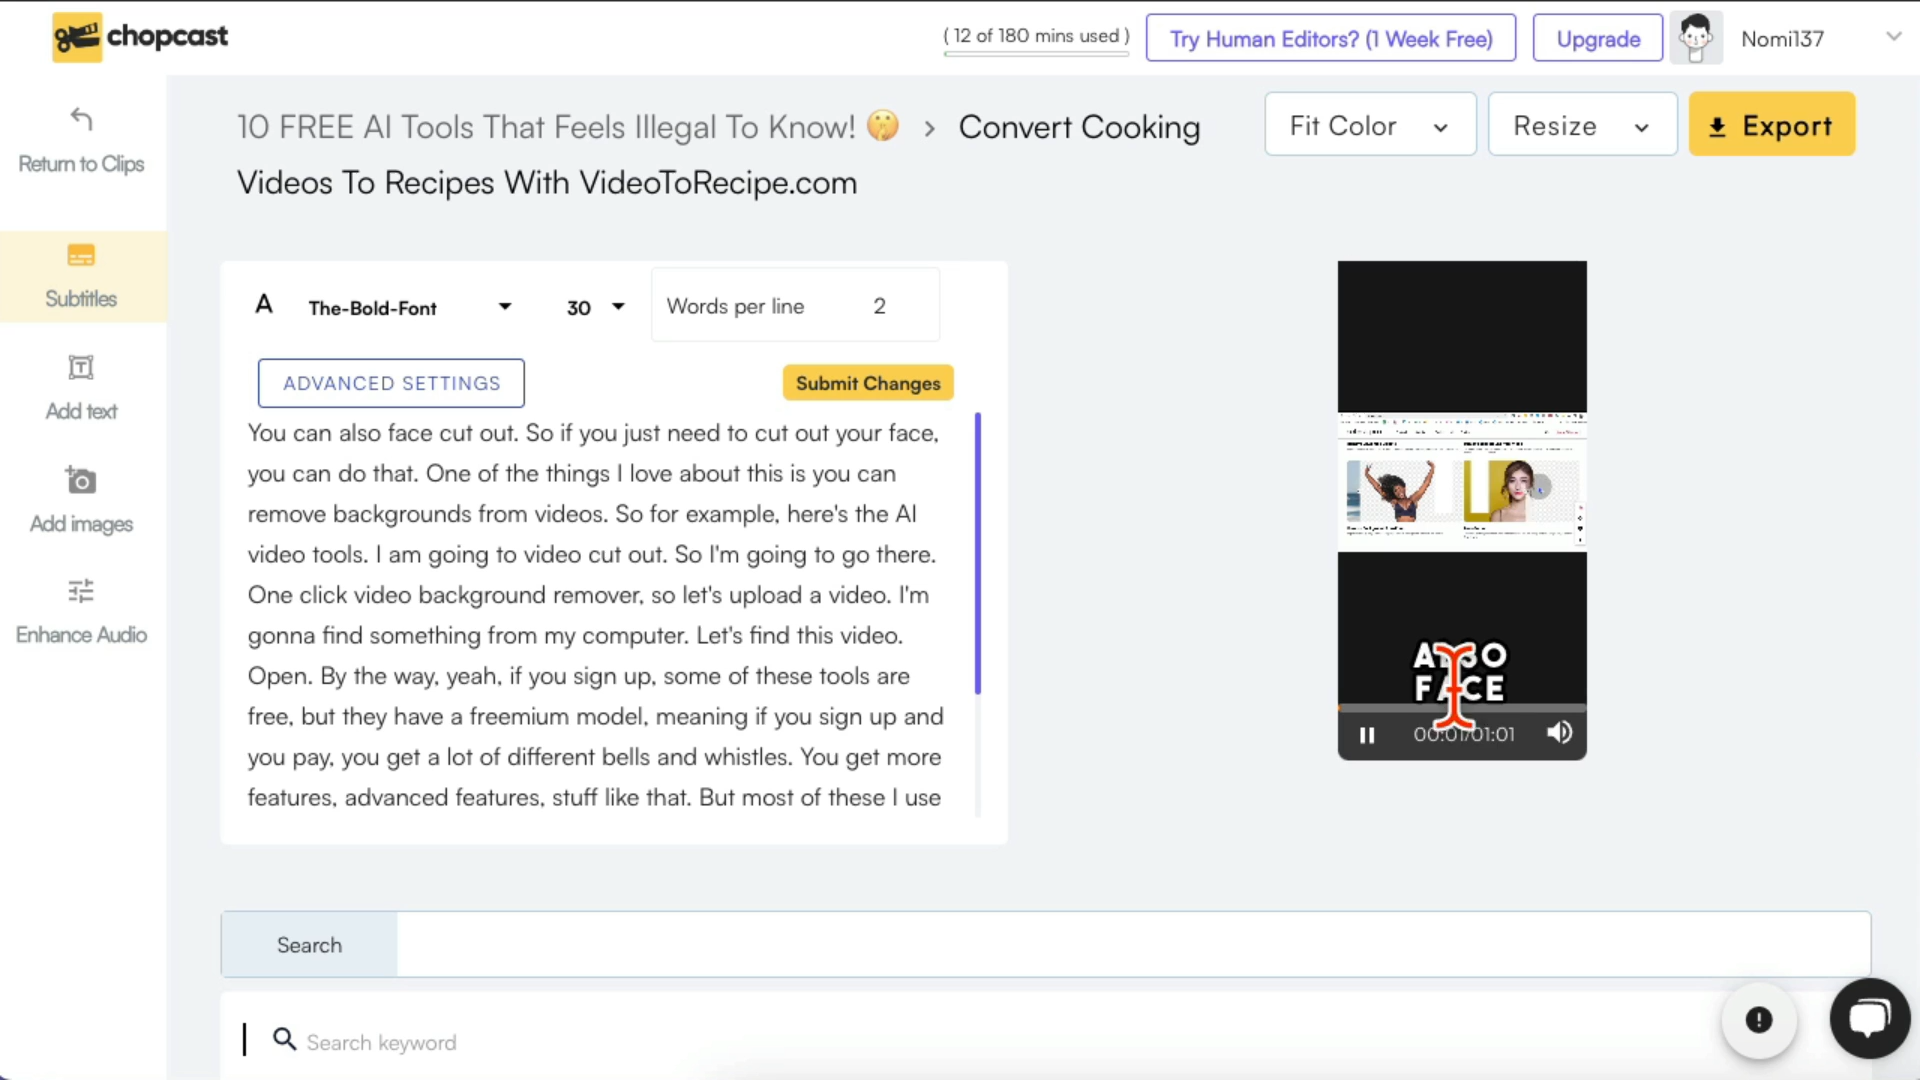 chopcast
( 12 of 180 mins used )
Try Human Editors? (1 Week Free)
Upgrade
Nomi137
Return to Clips
Subtitles
Add text
Add images
Enhance Audio
10 FREE AI Tools That Feels Illegal To Know! 🤫 > Convert Cooking
Videos To Recipes With VideoToRecipe.com
Fit Color
Resize
Export
A The-Bold-Font 30 Words per line 2
ADVANCED SETTINGS
Submit Changes
You can also face cut out. So if you just need to cut out your face,
you can do that. One of the things I love about this is you can
remove backgrounds from videos. So for example, here's the AI
video tools. I am going to video cut out. So I'm going to go there.
One click video background remover, so let's upload a video. I'm
gonna find something from my computer. Let's find this video.
Open. By the way, yeah, if you sign up, some of these tools are
free, but they have a freemium model, meaning if you sign up and
you pay, you get a lot of different bells and whistles. You get more
features, advanced features, stuff like that. But most of these I use
ALSO
FACE
00:01/01:01
Search
Search keyword